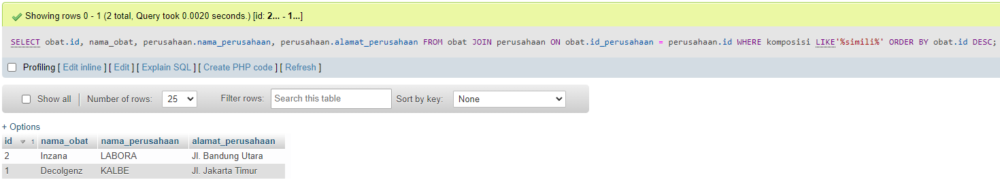 Showing rows 0 - 1 (2 total, Query took 0.0020 seconds.) [id: 2... - 1...]
SELECT obat.id, nama_obat, perusahaan.nama_perusahaan, perusahaan.alamat_perusahaan FROM obat JOIN perusahaan ON obat.id_perusahaan = perusahaan.id WHERE komposisi LIKE'%simili%' ORDER BY obat.id DESC;
Profiling [ Edit inline ] [ Edit ] [ Explain SQL ] [ Create PHP code ] [ Refresh ]
Show all Number of rows: 25 Filter rows: Search this table Sort by key: None
+ Options
id 1 nama_obat nama_perusahaan alamat_perusahaan
2 Inzana LABORA Jl. Bandung Utara
1 Decolgenz KALBE Jl. Jakarta Timur